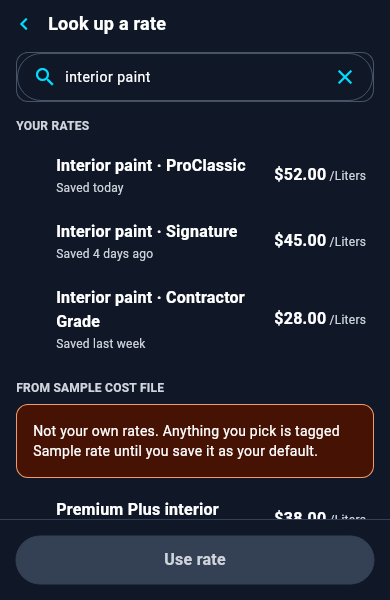 Look up a rate
interior paint
YOUR RATES
Interior paint · ProClassic
$52.00 /Liters
Saved today
Interior paint · Signature
$45.00 /Liters
Saved 4 days ago
Interior paint · Contractor
Grade
$28.00 /Liters
Saved last week
FROM SAMPLE COST FILE
Not your own rates. Anything you pick is tagged
Sample rate until you save it as your default.
Premium Plus interior
$38.00 /Liters
Use rate